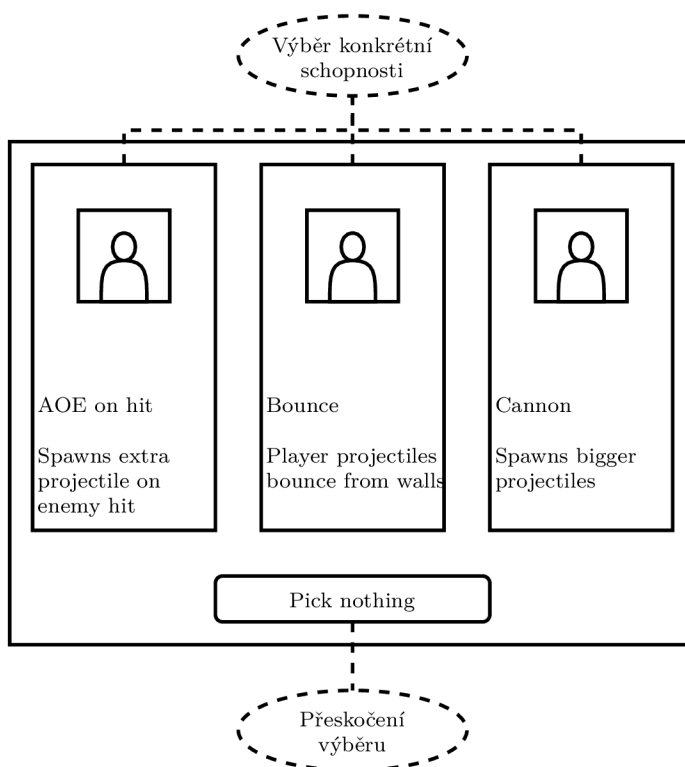 Výběr konkrétní
schopnosti
AOE on hit
Spawns extra
projectile on
enemy hit
Bounce
Player projectiles
bounce from walls
Cannon
Spawns bigger
projectiles
Pick nothing
Přeskočení
výběru